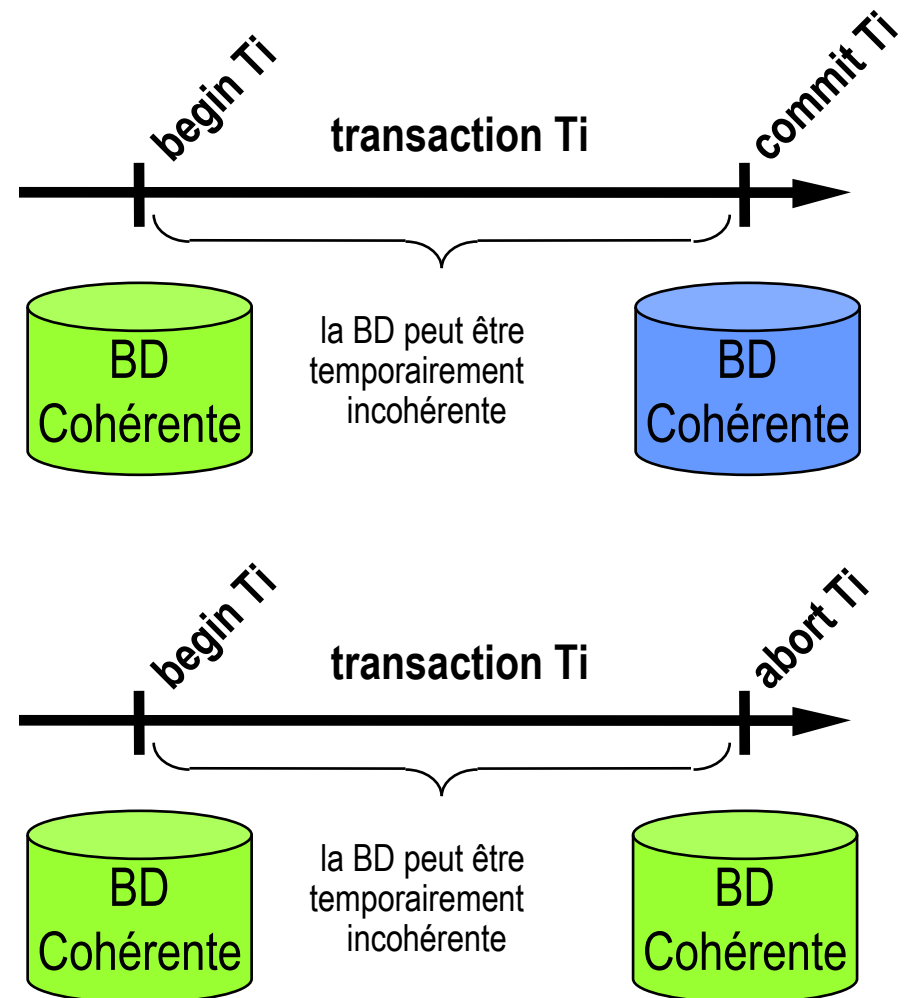 begin Ti
transaction Ti
commit Ti
BD
Cohérente
la BD peut être
temporairement
incohérente
BD
Cohérente
begin Ti
transaction Ti
abort Ti
BD
Cohérente
la BD peut être
temporairement
incohérente
BD
Cohérente